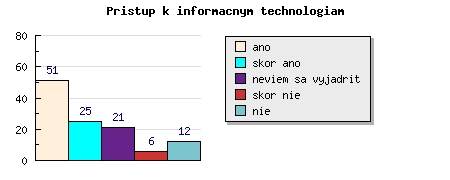 Pristup k informacnym technologiam
80
60
40
20
0
51
25
21
6
12
ano
skor ano
neviem sa vyjadrit
skor nie
nie